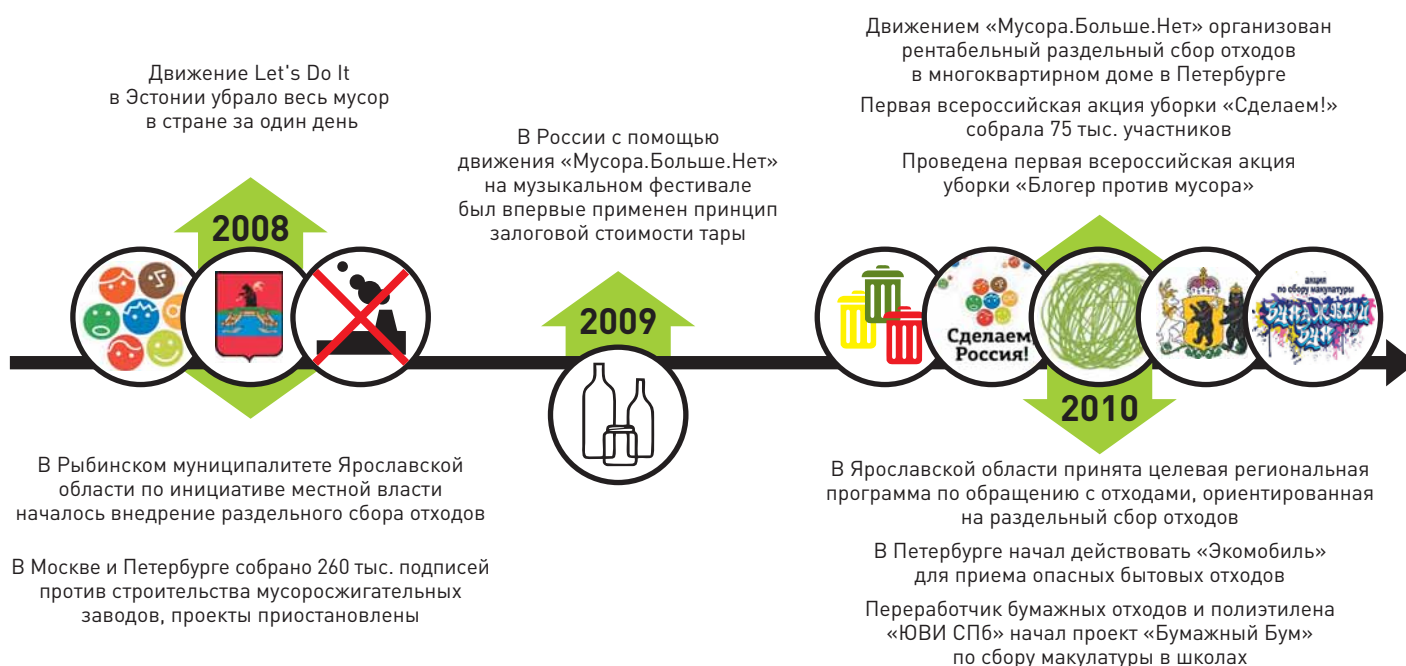 Движение Let's Do It
в Эстонии убрало весь мусор
в стране за один день
2008
В Рыбинском муниципалитете Ярославской
области по инициативе местной власти
началось внедрение раздельного сбора отходов
В Москве и Петербурге собрано 260 тыс. подписей
против строительства мусоросжигательных
заводов, проекты приостановлены
В России с помощью
движения «Мусора.Больше.Нет»
на музыкальном фестивале
был впервые применен принцип
залоговой стоимости тары
2009
Движением «Мусора.Больше.Нет» организован
рентабельный раздельный сбор отходов
в многоквартирном доме в Петербурге
Первая всероссийская акция уборки «Сделаем!»
собрала 75 тыс. участников
Проведена первая всероссийская акция
уборки «Блогер против мусора»
Сделаем
Россия!
акция
по сбору макулатуры
БУМАЖНЫЙ
БУМ
2010
В Ярославской области принята целевая региональная
программа по обращению с отходами, ориентированная
на раздельный сбор отходов
В Петербурге начал действовать «Экомобиль»
для приема опасных бытовых отходов
Переработчик бумажных отходов и полиэтилена
«ЮВИ СПб» начал проект «Бумажный Бум»
по сбору макулатуры в школах